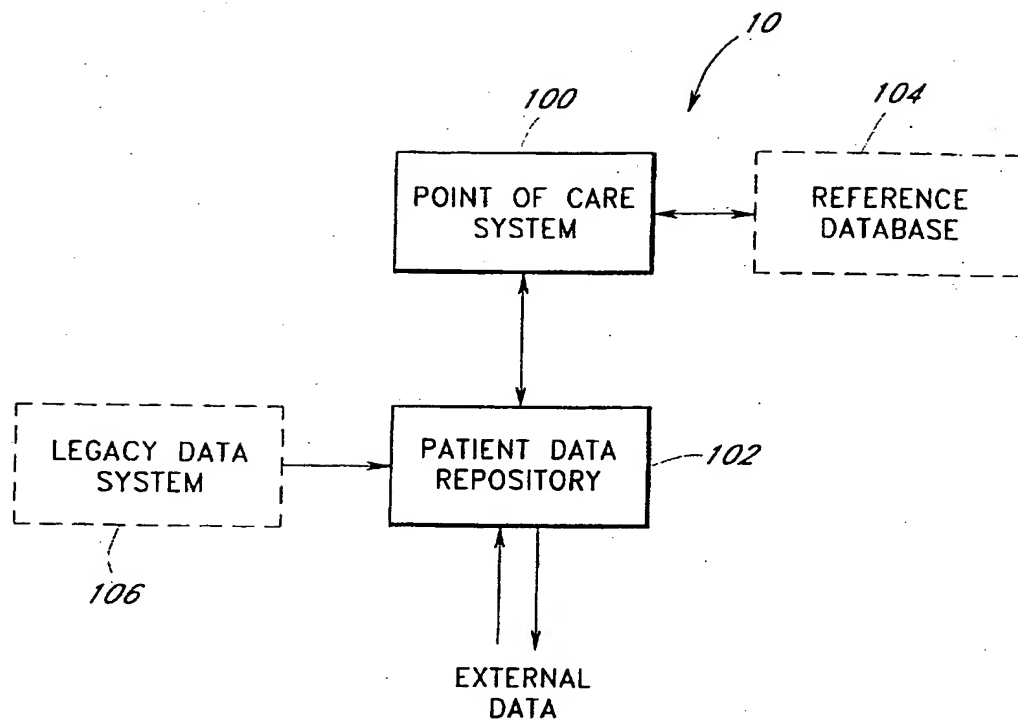 10
100
104
POINT OF CARE
SYSTEM
REFERENCE
DATABASE
LEGACY DATA
SYSTEM
PATIENT DATA
REPOSITORY
102
106
EXTERNAL
DATA